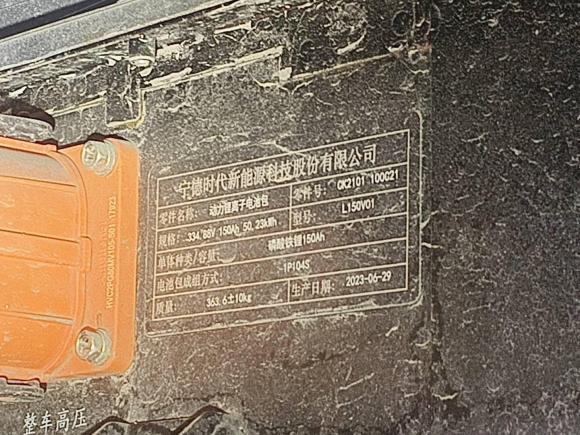 宁德时代新能源科技股份有限公司
零件名称: 动力锂离子电池包 零件号: CK2101 100021
规格: 334.88V 150Ah 50.23kWh 型号: L150V01
单体种类/容量: 磷酸铁锂150Ah
电池包成组方式: 1P104S
质量: 363.6±10kg 生产日期: 2023-06-29
整车高压